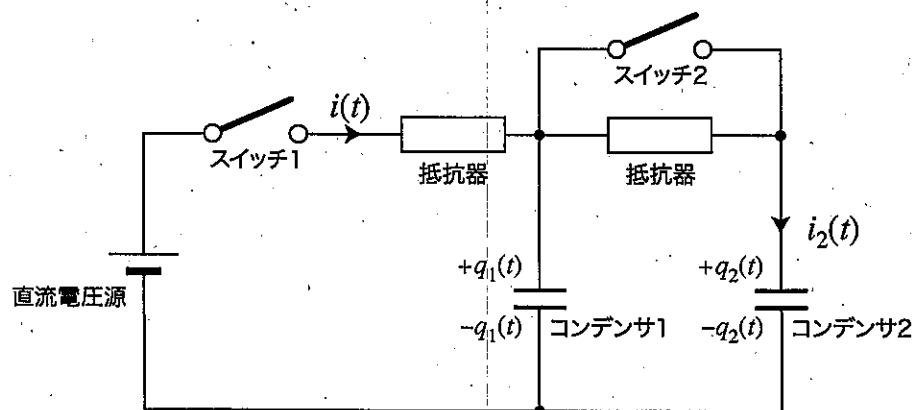 スイッチ2
i(t)
スイッチ1
抵抗器
抵抗器
i₂(t)
直流電圧源
+q₁(t)
+q₂(t)
−q₁(t)
コンデンサ1
−q₂(t)
コンデンサ2